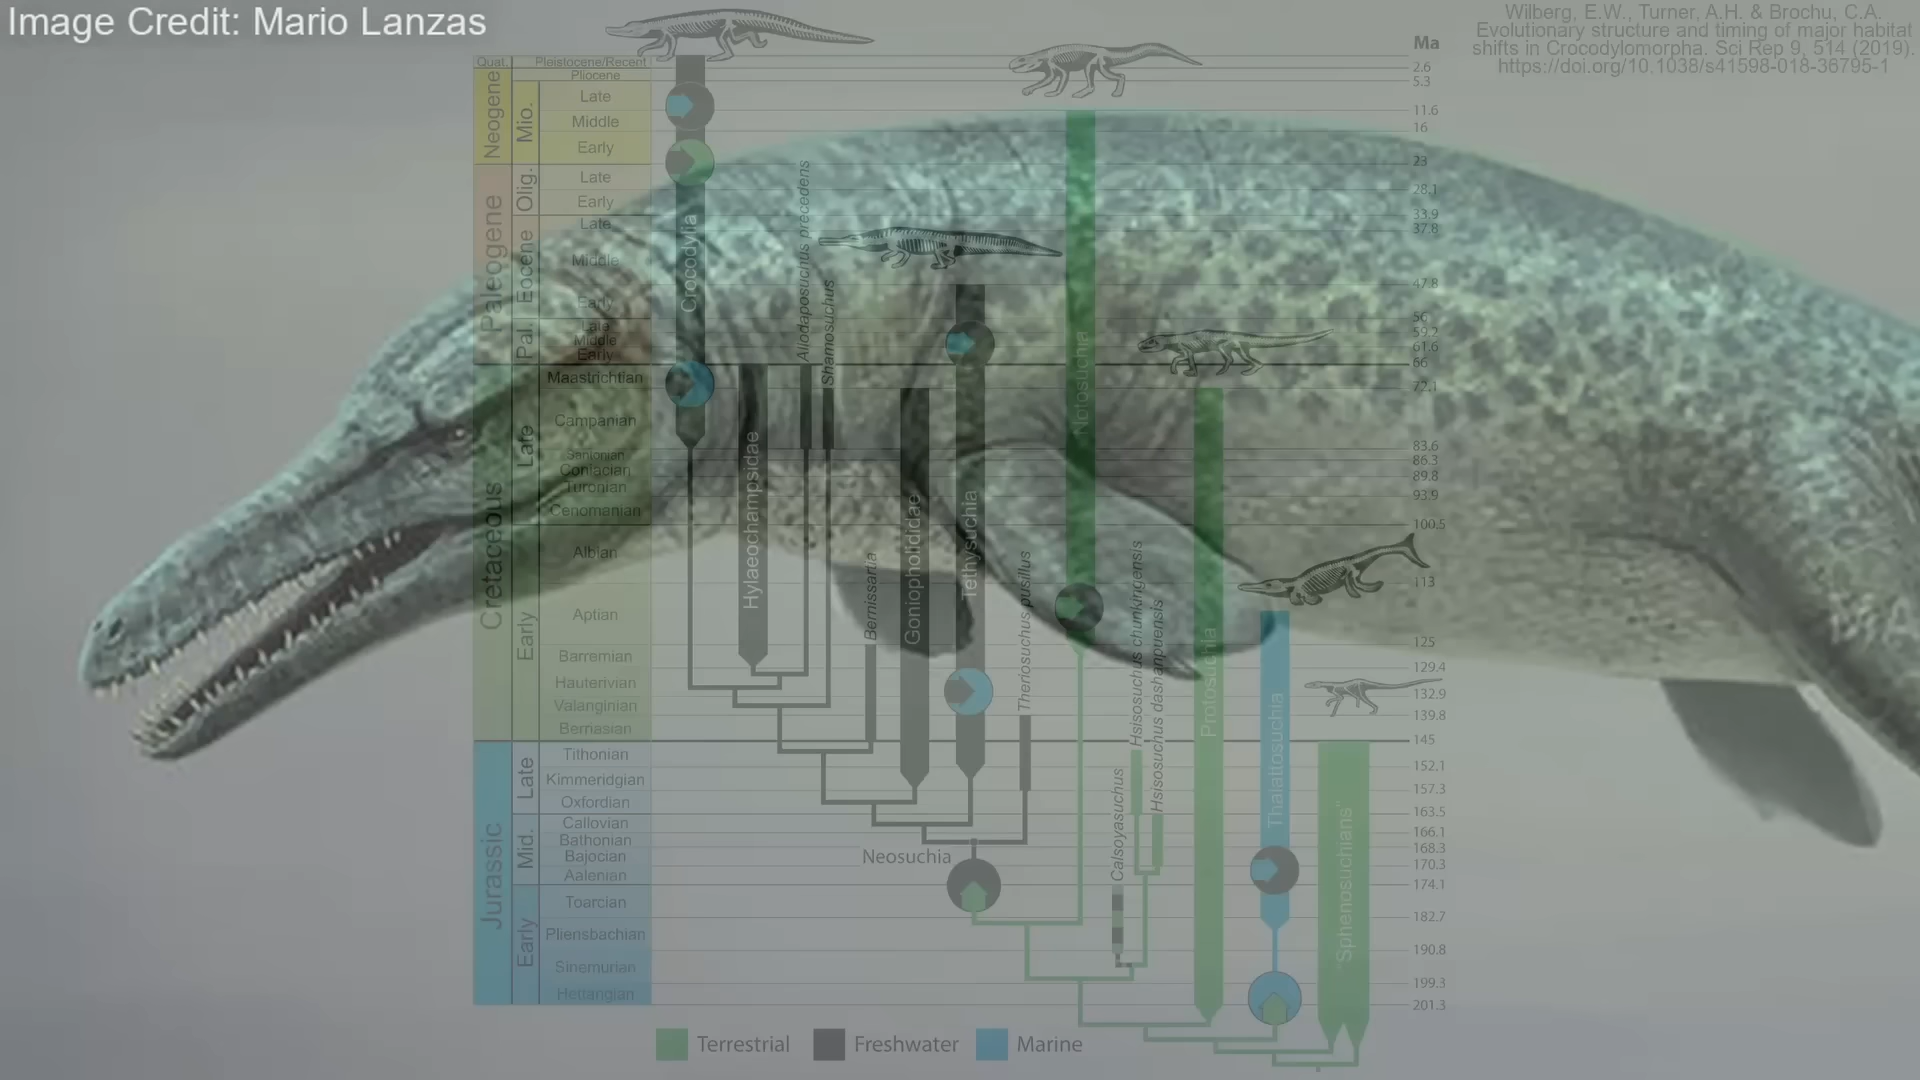 Image Credit: Mario Lanzas
Wilberg, E.W., Turner, A.H. & Brochu, C.A.
Evolutionary structure and timing of major habitat
shifts in Crocodylomorpha. Sci Rep 9, 514 (2019).
https://doi.org/10.1038/s41598-018-36795-1
Ma
Quat.
Pleistocene/Recent
2.6
Pliocene
5.3
Neogene
Mio.
Late
11.6
Middle
16
Early
23
Paleogene
Olig.
Late
28.1
Early
33.9
Eocene
Late
37.8
Middle
47.8
Early
56
Pal.
Late
59.2
Middle
61.6
Early
66
Cretaceous
Late
Maastrichtian
72.1
Campanian
83.6
Santonian
86.3
Coniacian
89.8
Turonian
93.9
Cenomanian
100.5
Early
Albian
113
Aptian
125
Barremian
129.4
Hauterivian
132.9
Valanginian
139.8
Berriasian
145
Jurassic
Late
Tithonian
152.1
Kimmeridgian
157.3
Oxfordian
163.5
Mid.
Callovian
166.1
Bathonian
168.3
Bajocian
170.3
Aalenian
174.1
Early
Toarcian
182.7
Pliensbachian
190.8
Sinemurian
199.3
Hettangian
201.3
Crocodylia
Hylaeochampsidae
Allodaposuchus precedens
Shamosuchus
Bernissartia
Goniopholididae
Tethysuchia
Theriosuchus pusillus
Notosuchia
Calsoyasuchus
Hsisosuchus chunkingensis
Hsisosuchus dashanpuensis
Protosuchia
Thalattosuchia
"Sphenosuchians"
Neosuchia
Terrestrial
Freshwater
Marine